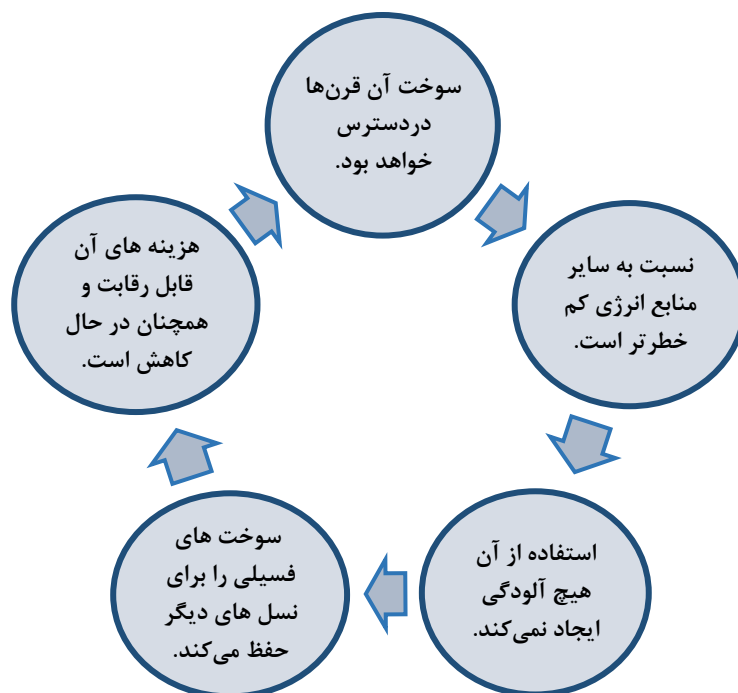 سوخت آن قرن‌ها
دردسترس
خواهد بود.
نسبت به سایر
منابع انرژی کم
خطرتر است.
استفاده از آن
هیچ آلودگی
ایجاد نمی‌کند.
سوخت های
فسیلی را برای
نسل های دیگر
حفظ می‌کند.
هزینه های آن
قابل رقابت و
همچنان در حال
کاهش است.